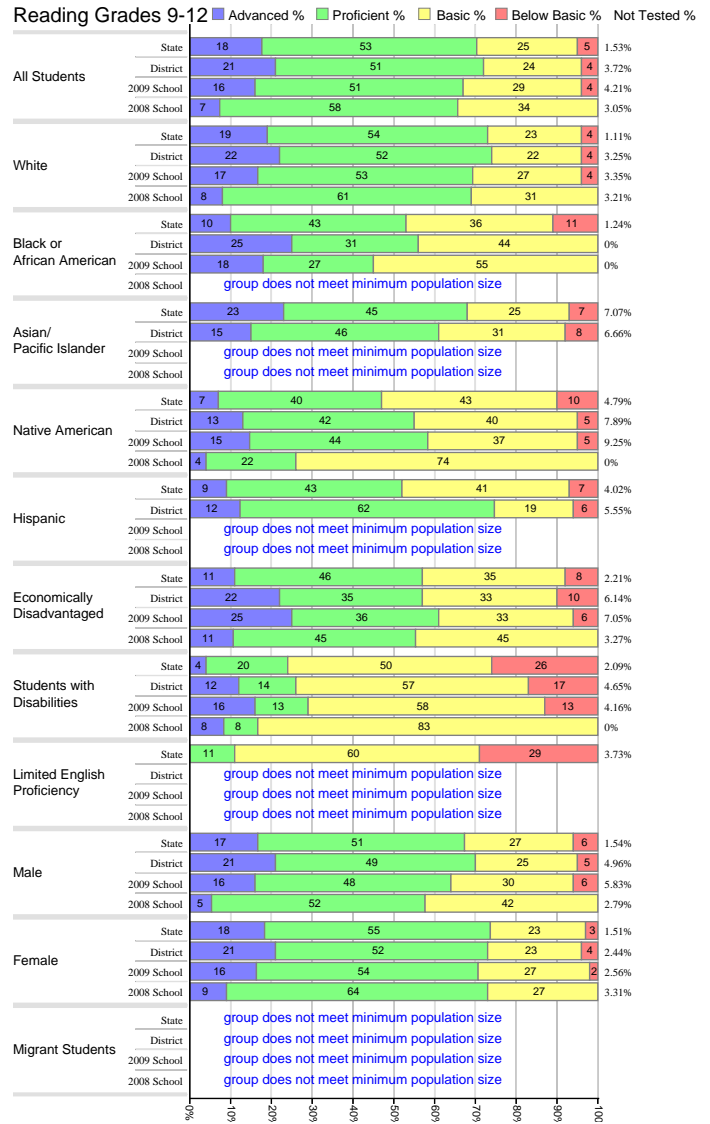 Reading Grades 9-12 Advanced % Proficient % Basic % Below Basic % Not Tested %
All Students
State 18 53 25 5 1.53%
District 21 51 24 4 3.72%
2009 School 16 51 29 4 4.21%
2008 School 7 58 34 3.05%
White
State 19 54 23 4 1.11%
District 22 52 22 4 3.25%
2009 School 17 53 27 4 3.35%
2008 School 8 61 31 3.21%
Black or
African American
State 10 43 36 11 1.24%
District 25 31 44 0%
2009 School 18 27 55 0%
2008 School group does not meet minimum population size
Asian/
Pacific Islander
State 23 45 25 7 7.07%
District 15 46 31 8 6.66%
2009 School group does not meet minimum population size
2008 School group does not meet minimum population size
Native American
State 7 40 43 10 4.79%
District 13 42 40 5 7.89%
2009 School 15 44 37 5 9.25%
2008 School 4 22 74 0%
Hispanic
State 9 43 41 7 4.02%
District 12 62 19 6 5.55%
2009 School group does not meet minimum population size
2008 School group does not meet minimum population size
Economically
Disadvantaged
State 11 46 35 8 2.21%
District 22 35 33 10 6.14%
2009 School 25 36 33 6 7.05%
2008 School 11 45 45 3.27%
Students with
Disabilities
State 4 20 50 26 2.09%
District 12 14 57 17 4.65%
2009 School 16 13 58 13 4.16%
2008 School 8 8 83 0%
Limited English
Proficiency
State 11 60 29 3.73%
District group does not meet minimum population size
2009 School group does not meet minimum population size
2008 School group does not meet minimum population size
Male
State 17 51 27 6 1.54%
District 21 49 25 5 4.96%
2009 School 16 48 30 6 5.83%
2008 School 5 52 42 2.79%
Female
State 18 55 23 3 1.51%
District 21 52 23 4 2.44%
2009 School 16 54 27 2 2.56%
2008 School 9 64 27 3.31%
Migrant Students
State group does not meet minimum population size
District group does not meet minimum population size
2009 School group does not meet minimum population size
2008 School group does not meet minimum population size
0% 10% 20% 30% 40% 50% 60% 70% 80% 90% 100